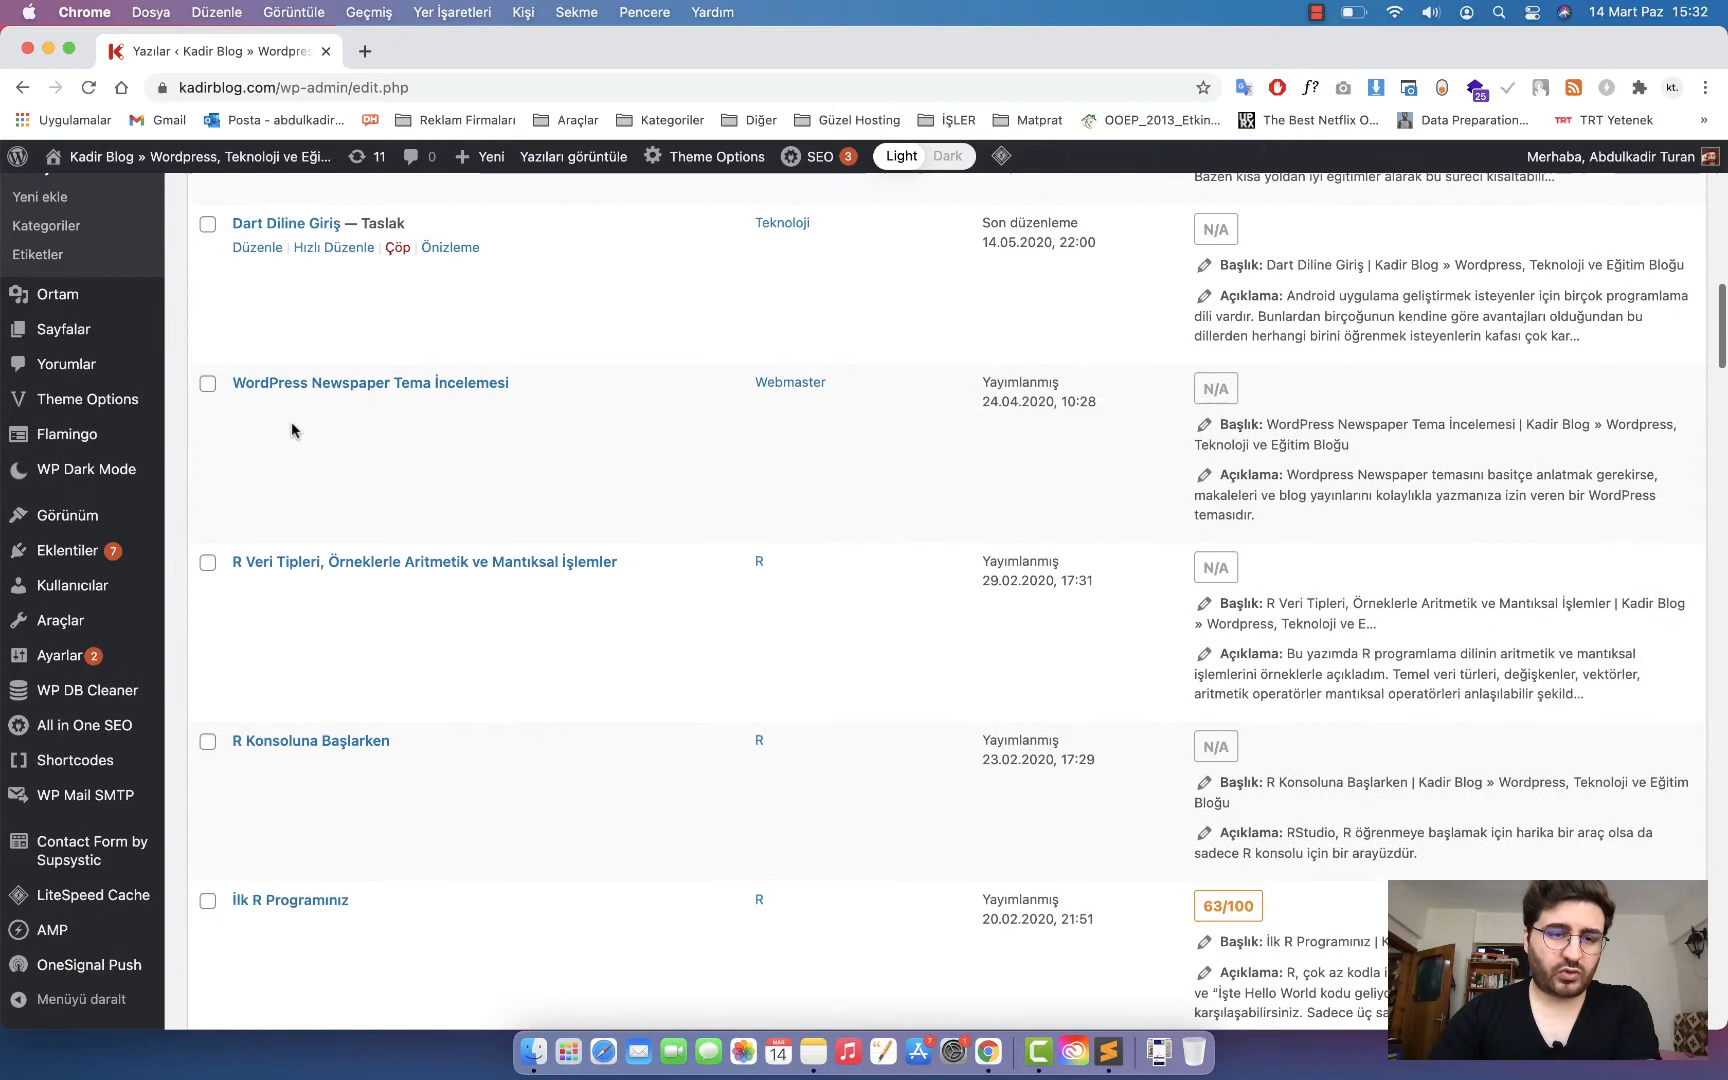 Chrome Dosya Düzenle Görüntüle Geçmiş Yer İşaretleri Kişi Sekme Pencere Yardım 14 Mart Paz 15:32
Yazılar ‹ Kadir Blog » Wordpres
kadirblog.com/wp-admin/edit.php
f? 25 kt.
Uygulamalar Gmail Posta - abdulkadir... DH Reklam Firmaları Araçlar Kategoriler Diğer Güzel Hosting İŞLER Matprat OOEP_2013_Etkin... The Best Netflix O... Data Preparation... TRT TRT Yetenek »
Kadir Blog » Wordpress, Teknoloji ve Eği... 11 0 Yeni Yazıları görüntüle Theme Options SEO 3 Light Dark Merhaba, Abdulkadir Turan
Yeni ekle
Kategoriler
Etiketler
Ortam
Sayfalar
Yorumlar
Theme Options
Flamingo
WP Dark Mode
Görünüm
Eklentiler 7
Kullanıcılar
Araçlar
Ayarlar 2
WP DB Cleaner
All in One SEO
Shortcodes
WP Mail SMTP
Contact Form by
Supsystic
LiteSpeed Cache
AMP
OneSignal Push
Menüyü daralt
Bazen kısa yoldan iyi eğitimler alarak bu süreci kısaltabili...
Dart Diline Giriş — Taslak
Düzenle | Hızlı Düzenle | Çöp | Önizleme
Teknoloji
Son düzenleme
14.05.2020, 22:00
N/A
Başlık: Dart Diline Giriş | Kadir Blog » Wordpress, Teknoloji ve Eğitim Bloğu
Açıklama: Android uygulama geliştirmek isteyenler için birçok programlama
dili vardır. Bunlardan birçoğunun kendine göre avantajları olduğundan bu
dillerden herhangi birini öğrenmek isteyenlerin kafası çok kar...
WordPress Newspaper Tema İncelemesi
Webmaster
Yayımlanmış
24.04.2020, 10:28
N/A
Başlık: WordPress Newspaper Tema İncelemesi | Kadir Blog » Wordpress,
Teknoloji ve Eğitim Bloğu
Açıklama: Wordpress Newspaper temasını basitçe anlatmak gerekirse,
makaleleri ve blog yayınlarını kolaylıkla yazmanıza izin veren bir WordPress
temasıdır.
R Veri Tipleri, Örneklerle Aritmetik ve Mantıksal İşlemler
R
Yayımlanmış
29.02.2020, 17:31
N/A
Başlık: R Veri Tipleri, Örneklerle Aritmetik ve Mantıksal İşlemler | Kadir Blog
» Wordpress, Teknoloji ve E...
Açıklama: Bu yazımda R programlama dilinin aritmetik ve mantıksal
işlemlerini örneklerle açıkladım. Temel veri türleri, değişkenler, vektörler,
aritmetik operatörler mantıksal operatörleri anlaşılabilir şekild...
R Konsoluna Başlarken
R
Yayımlanmış
23.02.2020, 17:29
N/A
Başlık: R Konsoluna Başlarken | Kadir Blog » Wordpress, Teknoloji ve Eğitim
Bloğu
Açıklama: RStudio, R öğrenmeye başlamak için harika bir araç olsa da
sadece R konsolu için bir arayüzdür.
İlk R Programınız
R
Yayımlanmış
20.02.2020, 21:51
63/100
Başlık: İlk R Programınız | K
Açıklama: R, çok az kodla i
ve “İşte Hello World kodu geliyo
karşılaşabilirsiniz. Sadece üç sa
MAR
14
7
1